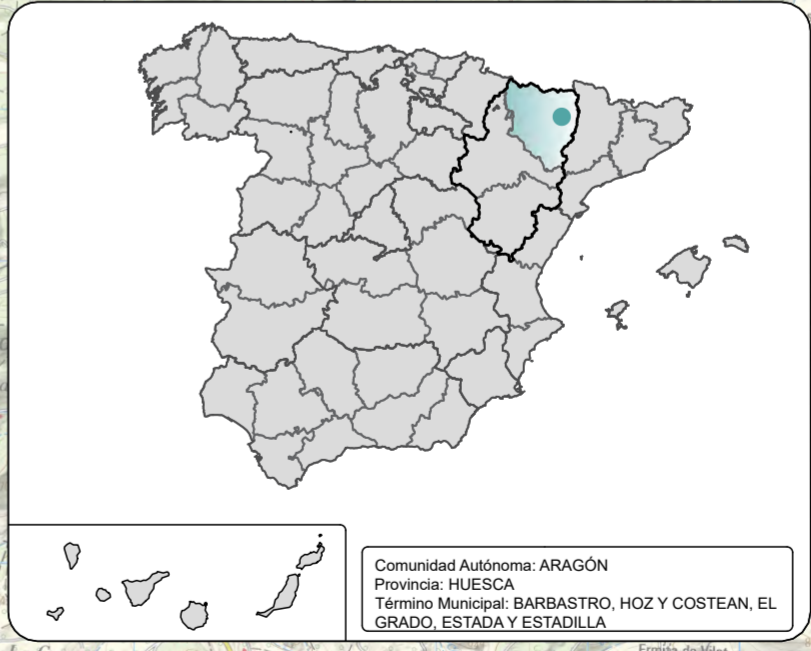 Comunidad Autónoma: ARAGÓN
Provincia: HUESCA
Término Municipal: BARBASTRO, HOZ Y COSTEAN, EL
GRADO, ESTADA Y ESTADILLA